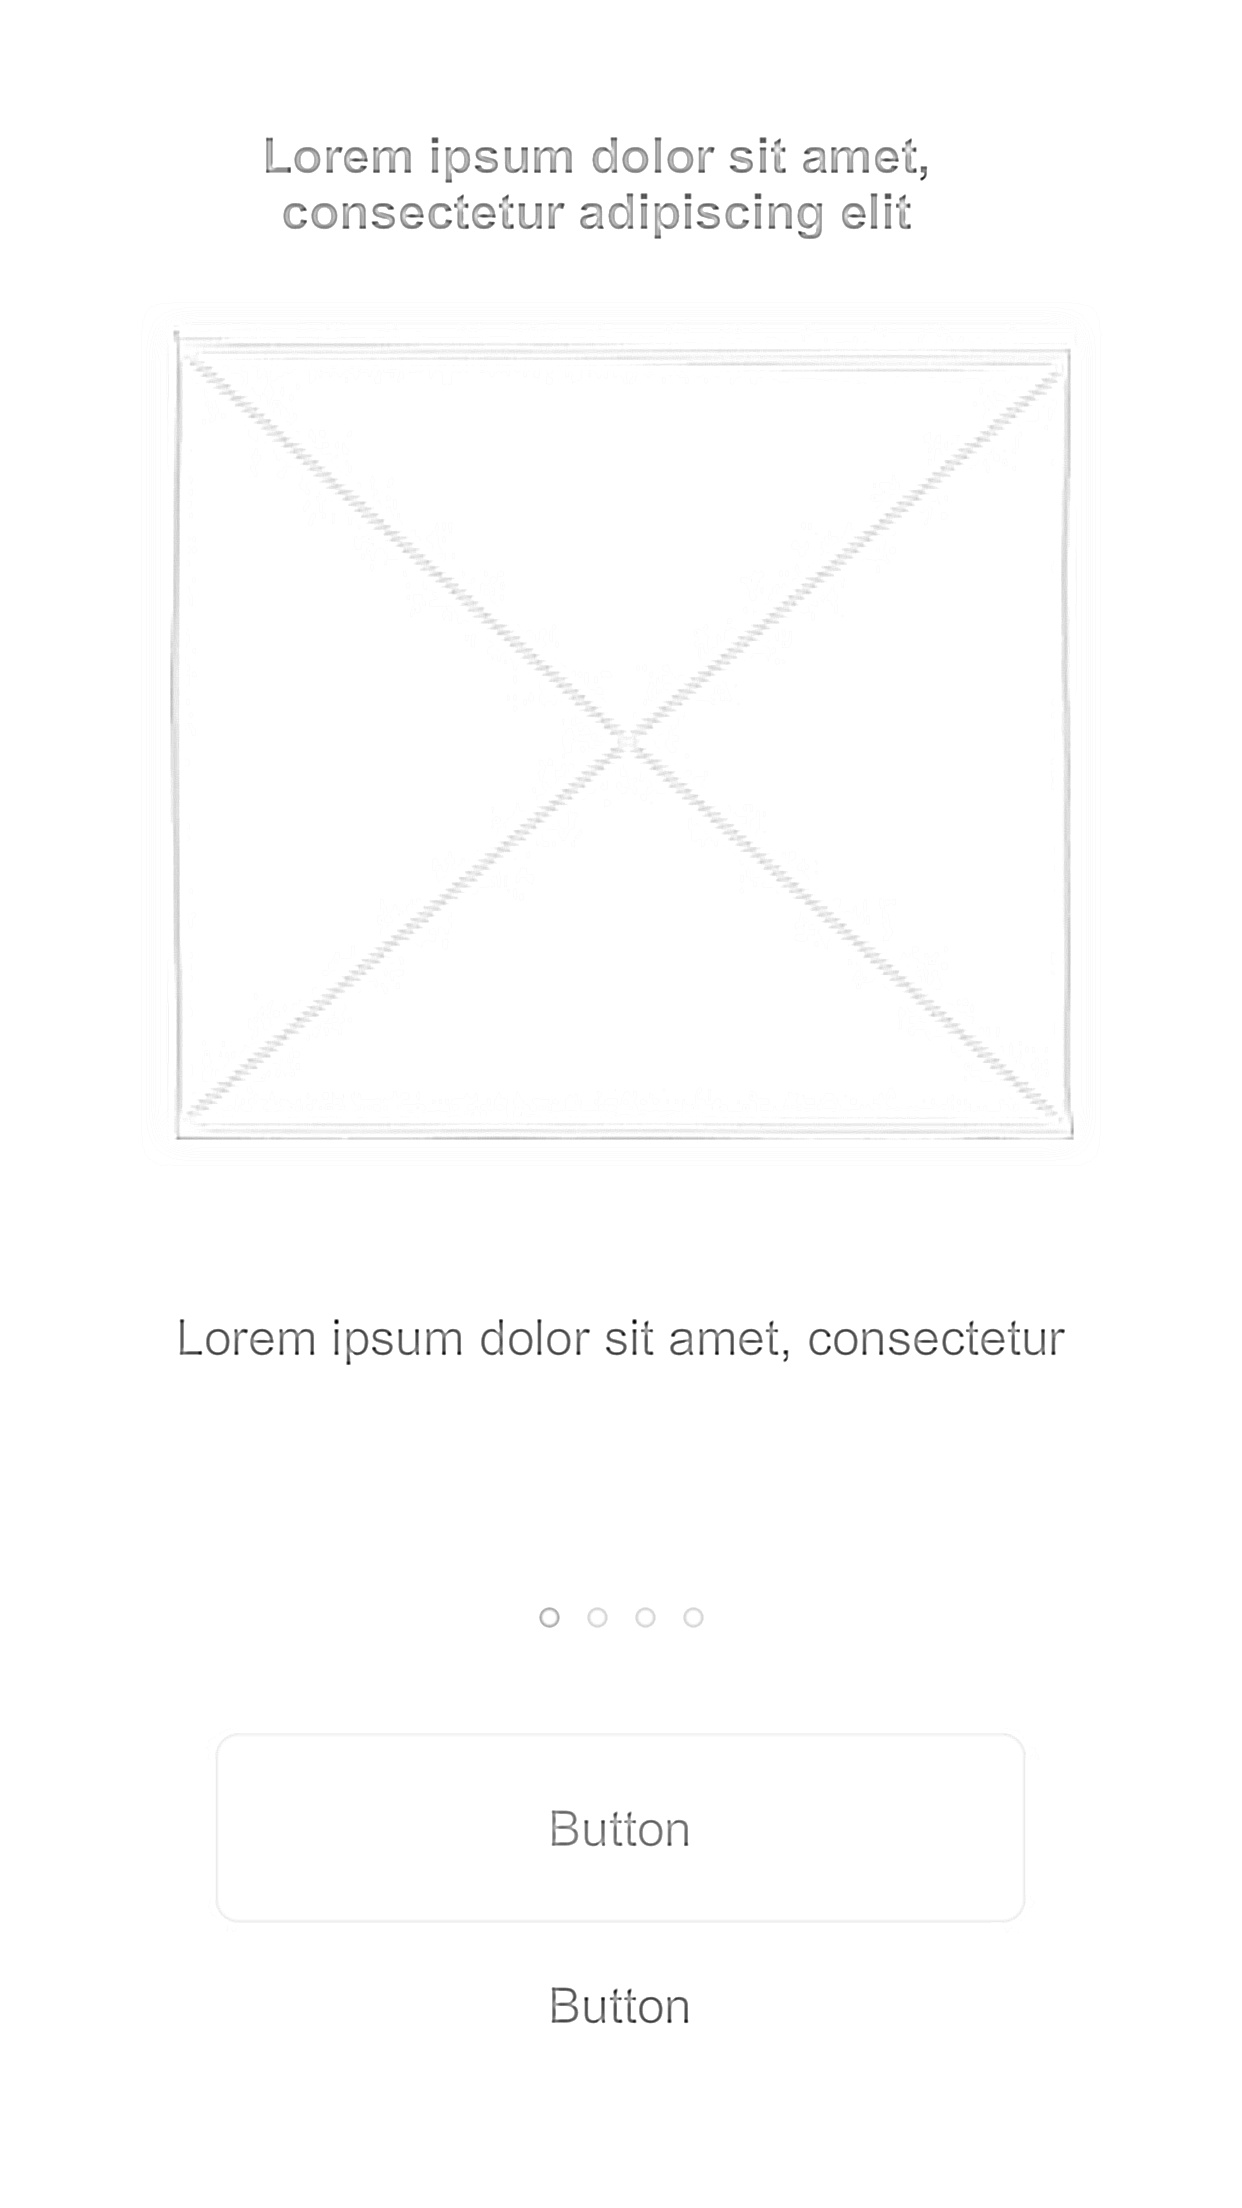 Lorem ipsum dolor sit amet,
consectetur adipiscing elit
Lorem ipsum dolor sit amet, consectetur
Button
Button